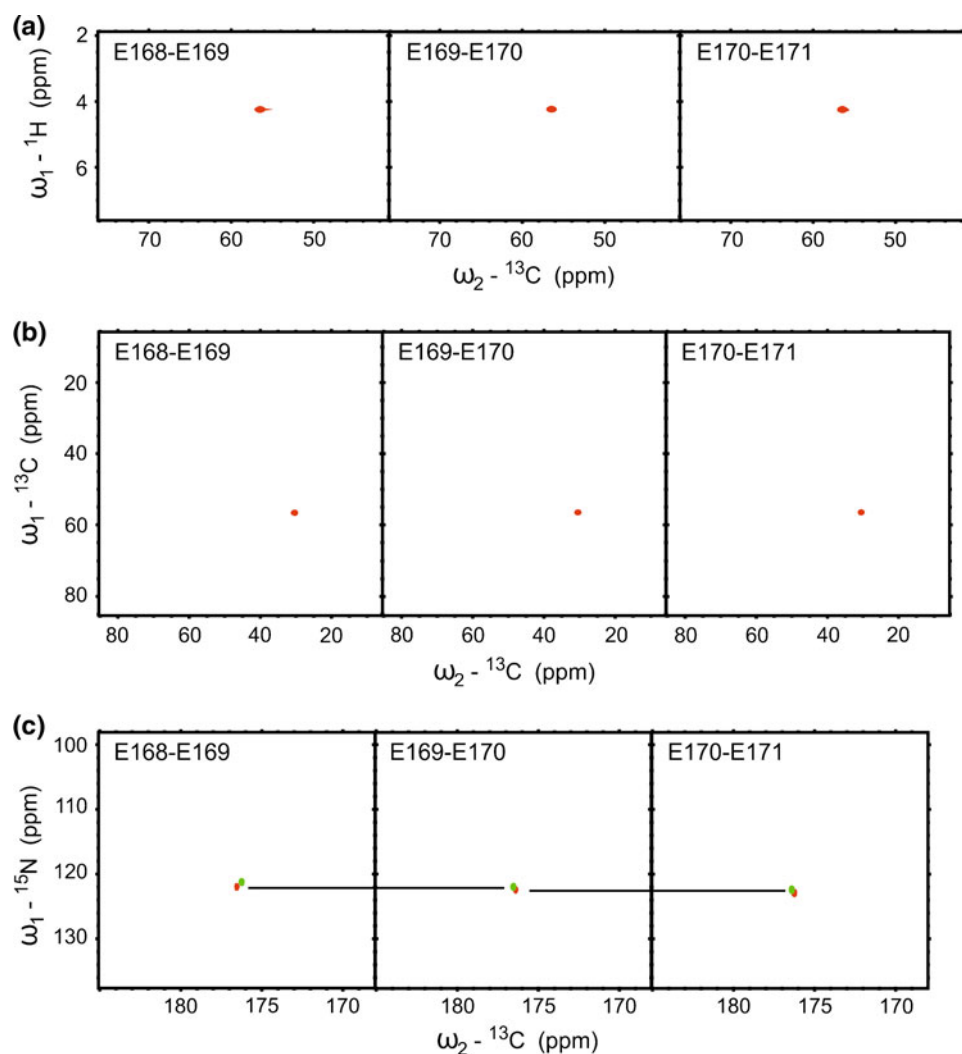 (a)
E168-E169 E169-E170 E170-E171
2
4
6
ω1 - 1H (ppm)
70 60 50 70 60 50 70 60 50
ω2 - 13C (ppm)
(b)
E168-E169 E169-E170 E170-E171
20
40
60
80
ω1 - 13C (ppm)
80 60 40 20 80 60 40 20 80 60 40 20
ω2 - 13C (ppm)
(c)
E168-E169 E169-E170 E170-E171
100
110
120
130
ω1 - 15N (ppm)
180 175 170 180 175 170 180 175 170
ω2 - 13C (ppm)